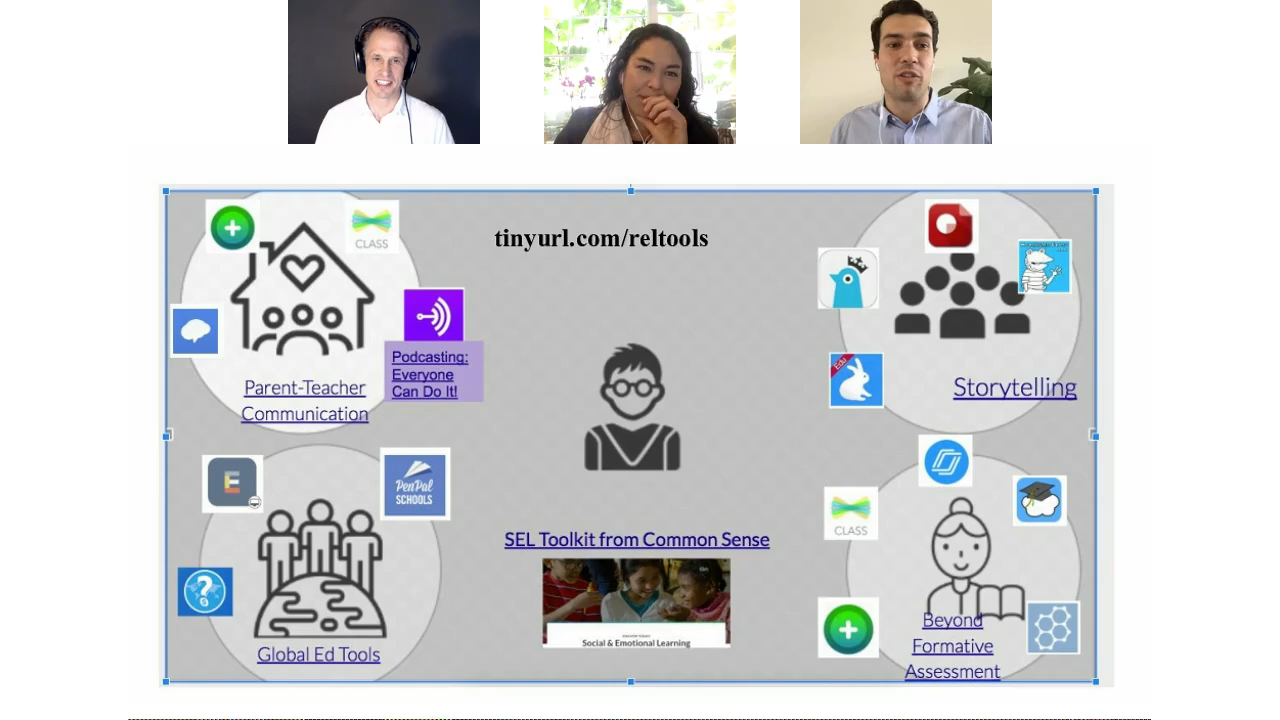 tinyurl.com/reltools
CLASS
Podcasting:
Everyone
Can Do It!
Parent-Teacher
Communication
Edu
Storytelling
E
PenPal
SCHOOLS
?
Global Ed Tools
SEL Toolkit from Common Sense
Social & Emotional Learning
CLASS
Beyond
Formative
Assessment